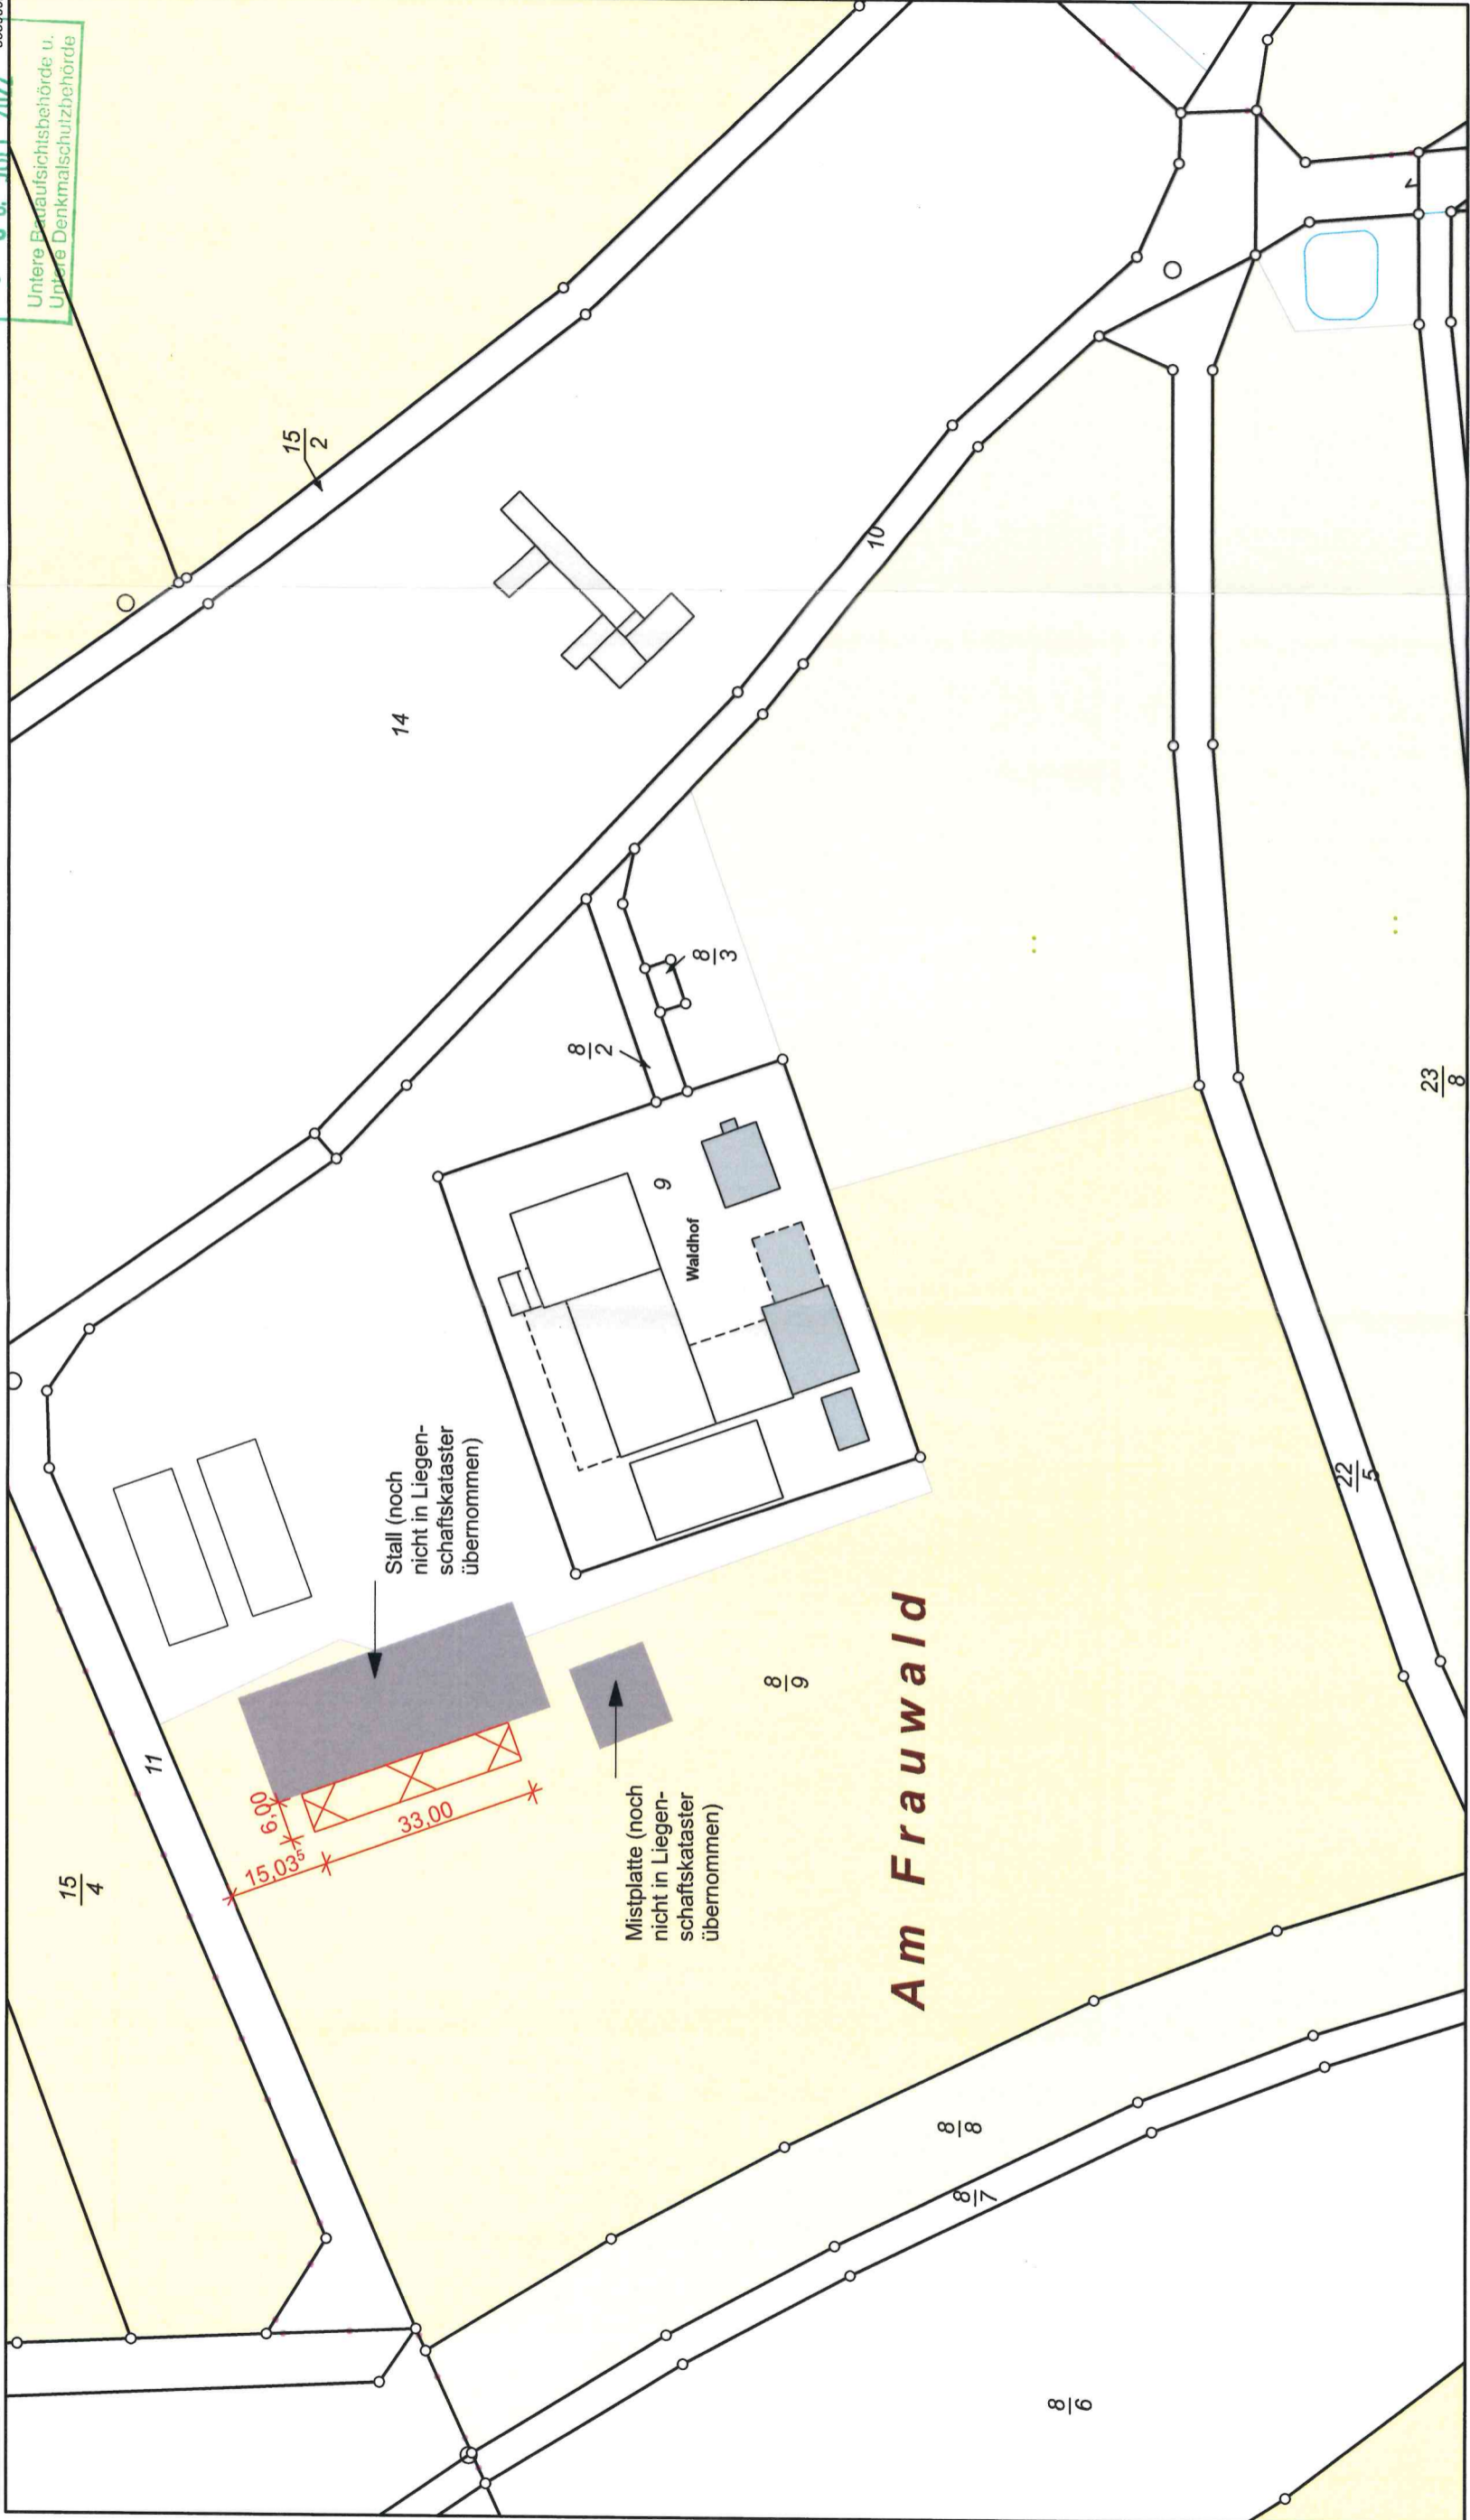 Untere Bauaufsichtsbehörde u.
Untere Denkmalschutzbehörde
15
2
14
10
8
3
8
2
9
Waldhof
23
8
22
5
Stall (noch
nicht in Liegen-
schaftskataster
übernommen)
11
15
4
6,00
15,03⁵
33,00
Mistplatte (noch
nicht in Liegen-
schaftskataster
übernommen)
8
9
Am Frauwald
8
8
8
7
8
6